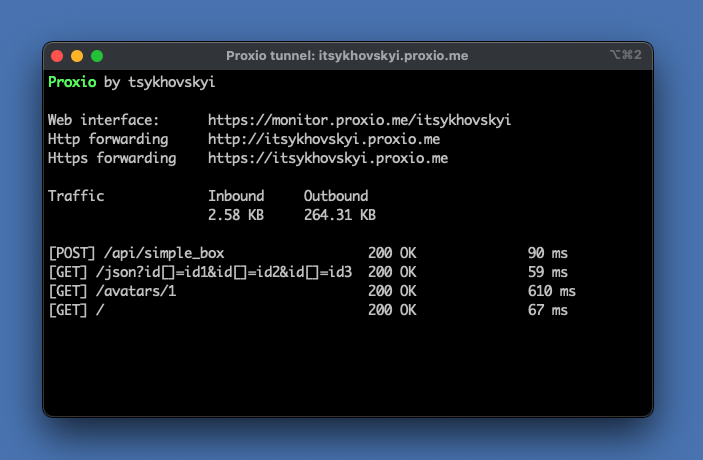 Proxio tunnel: itsykhovskyi.proxio.me ⌥⌘2
Proxio by tsykhovskyi
Web interface: https://monitor.proxio.me/itsykhovskyi
Http forwarding http://itsykhovskyi.proxio.me
Https forwarding https://itsykhovskyi.proxio.me
Traffic Inbound Outbound
2.58 KB 264.31 KB
[POST] /api/simple_box 200 OK 90 ms
[GET] /json?id[]=id1&id[]=id2&id[]=id3 200 OK 59 ms
[GET] /avatars/1 200 OK 610 ms
[GET] / 200 OK 67 ms